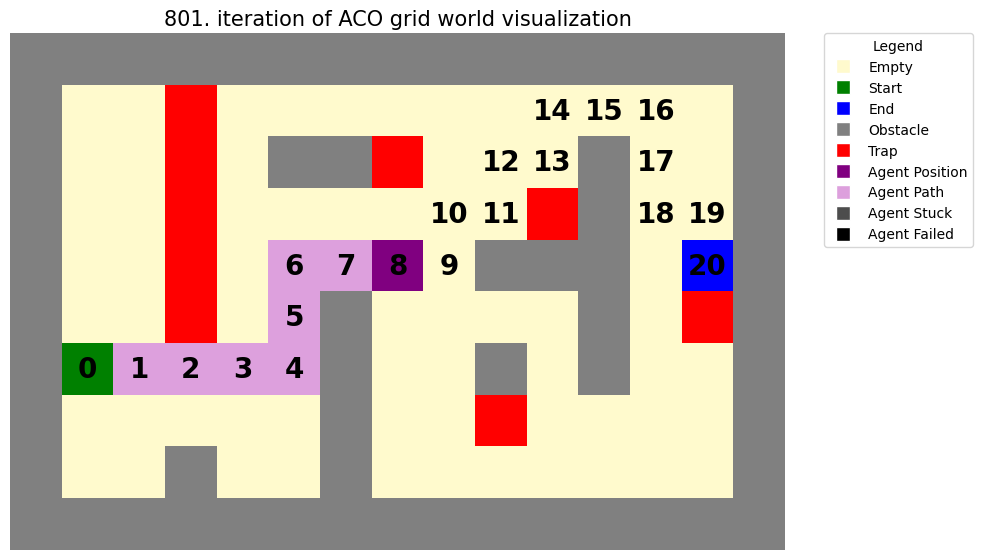 801. iteration of ACO grid world visualization
Legend
Empty
Start
End
Obstacle
Trap
Agent Position
Agent Path
Agent Stuck
Agent Failed
14 15 16
12 13 17
10 11 18 19
6 7 8 9 20
5
0 1 2 3 4